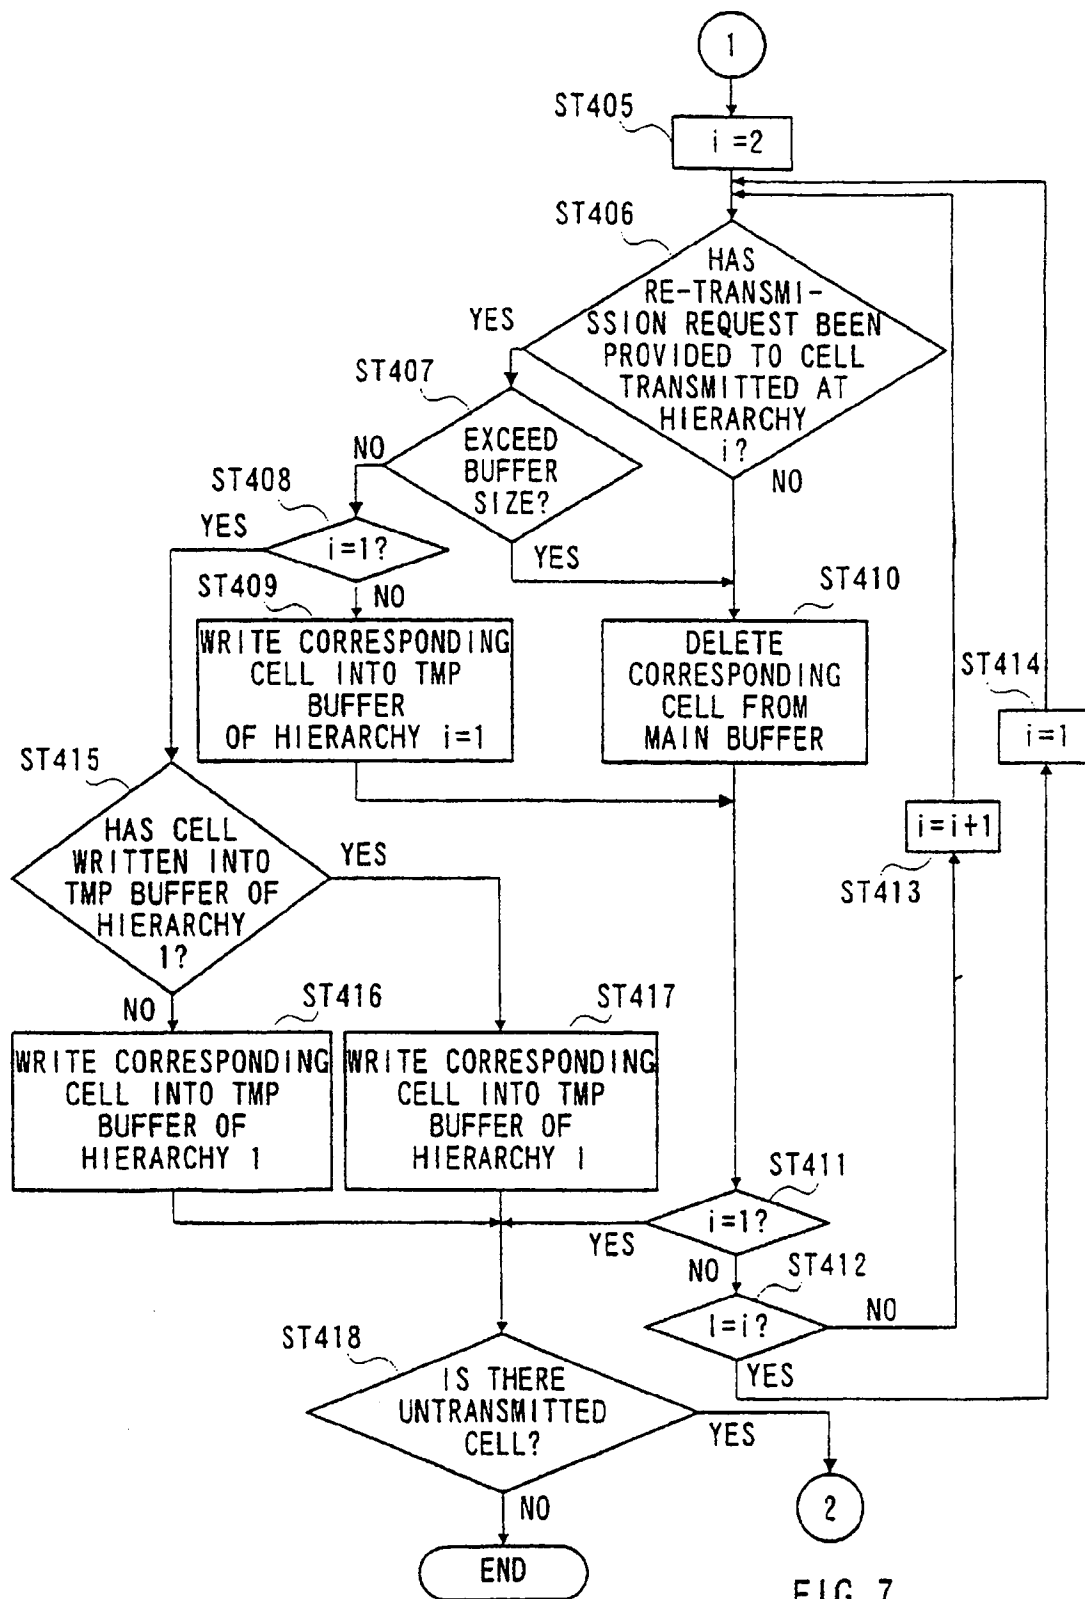 1
ST405
i=2
ST406
HAS
RE-TRANSMI-
SSION REQUEST BEEN
PROVIDED TO CELL
TRANSMITTED AT
HIERARCHY
i?
YES
NO
ST407
EXCEED
BUFFER
SIZE?
NO
YES
ST408
i=1?
YES
NO
ST409
WRITE CORRESPONDING
CELL INTO TMP
BUFFER
OF HIERARCHY i=1
ST410
DELETE
CORRESPONDING
CELL FROM
MAIN BUFFER
ST414
i=1
i=i+1
ST413
ST415
HAS CELL
WRITTEN INTO
TMP BUFFER OF
HIERARCHY
1?
YES
NO
ST416
WRITE CORRESPONDING
CELL INTO TMP
BUFFER OF
HIERARCHY 1
ST417
WRITE CORRESPONDING
CELL INTO TMP
BUFFER OF
HIERARCHY I
ST411
i=1?
YES
NO
ST412
I=i?
NO
YES
ST418
IS THERE
UNTRANSMITTED
CELL?
YES
NO
2
END
FIG.7